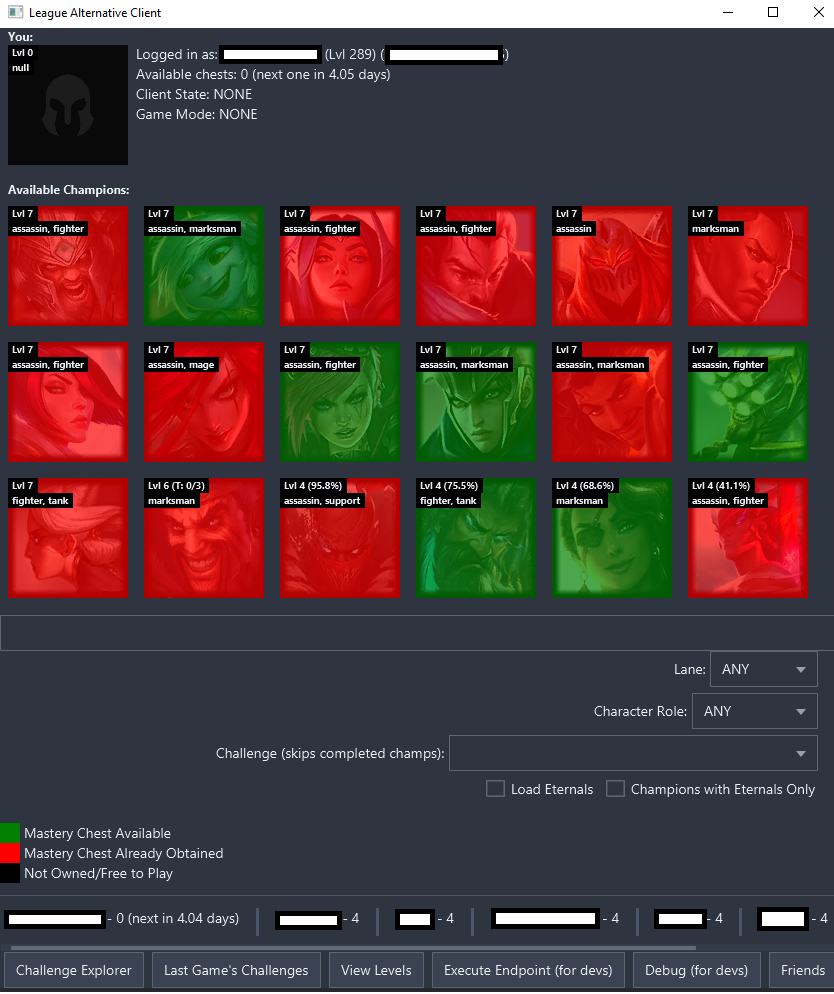 League Alternative Client
You:
Lvl 0
null
Logged in as: (Lvl 289) ( )
Available chests: 0 (next one in 4.05 days)
Client State: NONE
Game Mode: NONE
Available Champions:
Lvl 7
assassin, fighter
Lvl 7
assassin, marksman
Lvl 7
assassin, fighter
Lvl 7
assassin, fighter
Lvl 7
assassin
Lvl 7
marksman
Lvl 7
assassin, fighter
Lvl 7
assassin, mage
Lvl 7
assassin, fighter
Lvl 7
assassin, marksman
Lvl 7
assassin, marksman
Lvl 7
assassin, fighter
Lvl 7
fighter, tank
Lvl 6 (T: 0/3)
marksman
Lvl 4 (95.8%)
assassin, support
Lvl 4 (75.5%)
fighter, tank
Lvl 4 (68.6%)
marksman
Lvl 4 (41.1%)
assassin, fighter
Lane: ANY
Character Role: ANY
Challenge (skips completed champs):
Load Eternals Champions with Eternals Only
Mastery Chest Available
Mastery Chest Already Obtained
Not Owned/Free to Play
- 0 (next in 4.04 days) - 4 - 4 - 4 - 4 - 4
Challenge Explorer Last Game's Challenges View Levels Execute Endpoint (for devs) Debug (for devs) Friends